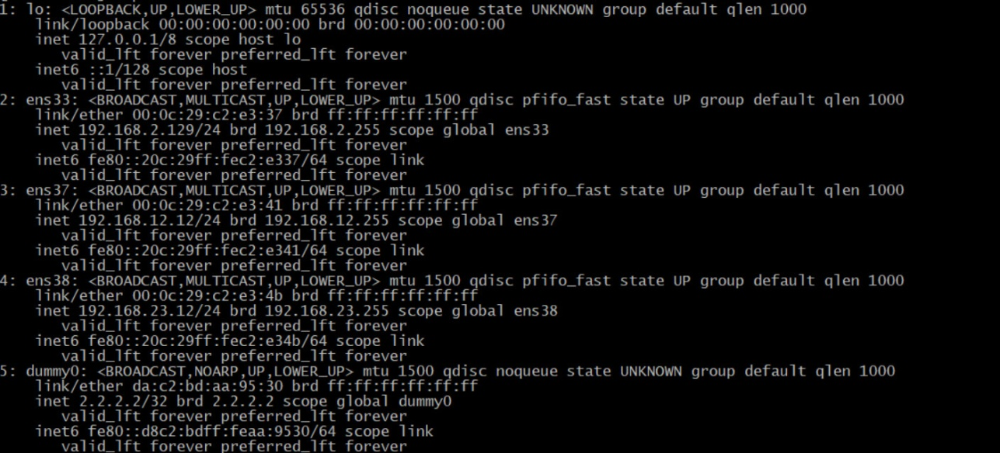 1: lo: <LOOPBACK,UP,LOWER_UP> mtu 65536 qdisc noqueue state UNKNOWN group default qlen 1000
link/loopback 00:00:00:00:00:00 brd 00:00:00:00:00:00
inet 127.0.0.1/8 scope host lo
valid_lft forever preferred_lft forever
inet6 ::1/128 scope host
valid_lft forever preferred_lft forever
2: ens33: <BROADCAST,MULTICAST,UP,LOWER_UP> mtu 1500 qdisc pfifo_fast state UP group default qlen 1000
link/ether 00:0c:29:c2:e3:37 brd ff:ff:ff:ff:ff:ff
inet 192.168.2.129/24 brd 192.168.2.255 scope global ens33
valid_lft forever preferred_lft forever
inet6 fe80::20c:29ff:fec2:e337/64 scope link
valid_lft forever preferred_lft forever
3: ens37: <BROADCAST,MULTICAST,UP,LOWER_UP> mtu 1500 qdisc pfifo_fast state UP group default qlen 1000
link/ether 00:0c:29:c2:e3:41 brd ff:ff:ff:ff:ff:ff
inet 192.168.12.12/24 brd 192.168.12.255 scope global ens37
valid_lft forever preferred_lft forever
inet6 fe80::20c:29ff:fec2:e341/64 scope link
valid_lft forever preferred_lft forever
4: ens38: <BROADCAST,MULTICAST,UP,LOWER_UP> mtu 1500 qdisc pfifo_fast state UP group default qlen 1000
link/ether 00:0c:29:c2:e3:4b brd ff:ff:ff:ff:ff:ff
inet 192.168.23.12/24 brd 192.168.23.255 scope global ens38
valid_lft forever preferred_lft forever
inet6 fe80::20c:29ff:fec2:e34b/64 scope link
valid_lft forever preferred_lft forever
5: dummy0: <BROADCAST,NOARP,UP,LOWER_UP> mtu 1500 qdisc noqueue state UNKNOWN group default qlen 1000
link/ether da:c2:bd:aa:95:30 brd ff:ff:ff:ff:ff:ff
inet 2.2.2.2/32 brd 2.2.2.2 scope global dummy0
valid_lft forever preferred_lft forever
inet6 fe80::d8c2:bdff:feaa:9530/64 scope link
valid_lft forever preferred_lft forever